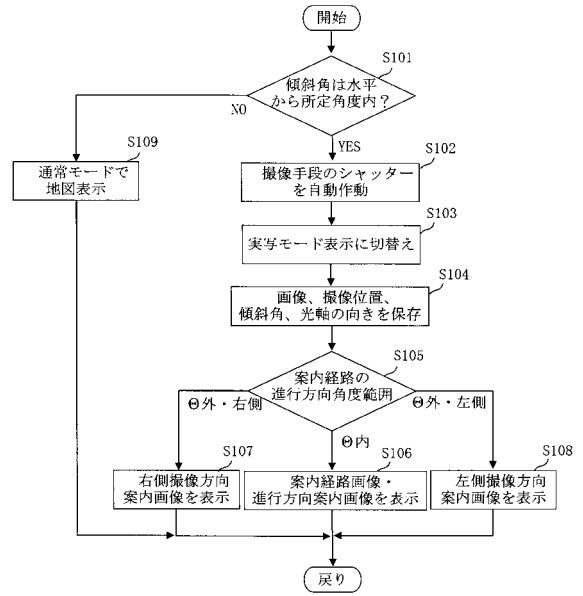 開始
S101
傾斜角は水平
から所定角度内？
NO
YES
S109
通常モードで
地図表示
S102
撮像手段のシャッター
を自動作動
S103
実写モード表示に切替え
S104
画像、撮像位置、
傾斜角、光軸の向きを保存
S105
案内経路の
進行方向角度範囲
Θ外・右側
Θ外・左側
Θ内
S107
右側撮像方向
案内画像を表示
S106
案内経路画像・
進行方向案内画像を表示
S108
左側撮像方向
案内画像を表示
戻り